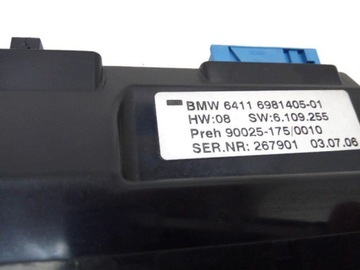 BMW 6411 6981405-01
HW:08 SW:6.109.255
Preh 90025-175/0010
SER.NR: 267901 03.07.06